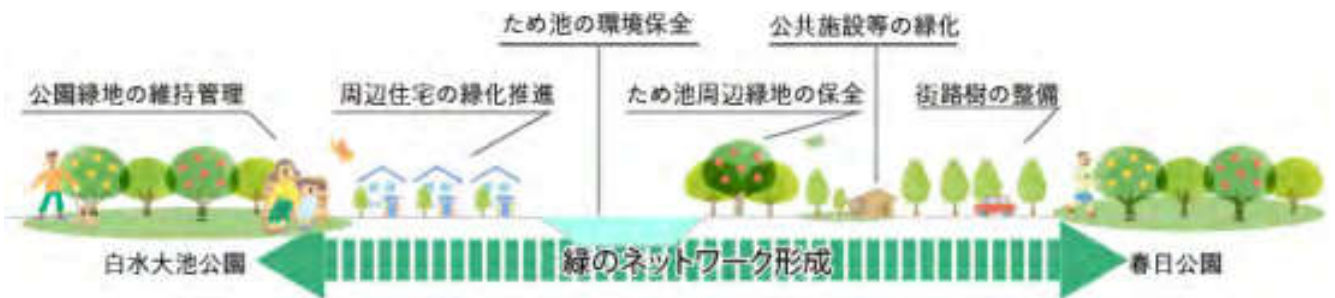 ため池の環境保全
公共施設等の緑化
公園緑地の維持管理
周辺住宅の緑化推進
ため池周辺緑地の保全
街路樹の整備
白水大池公園
緑のネットワーク形成
春日公園